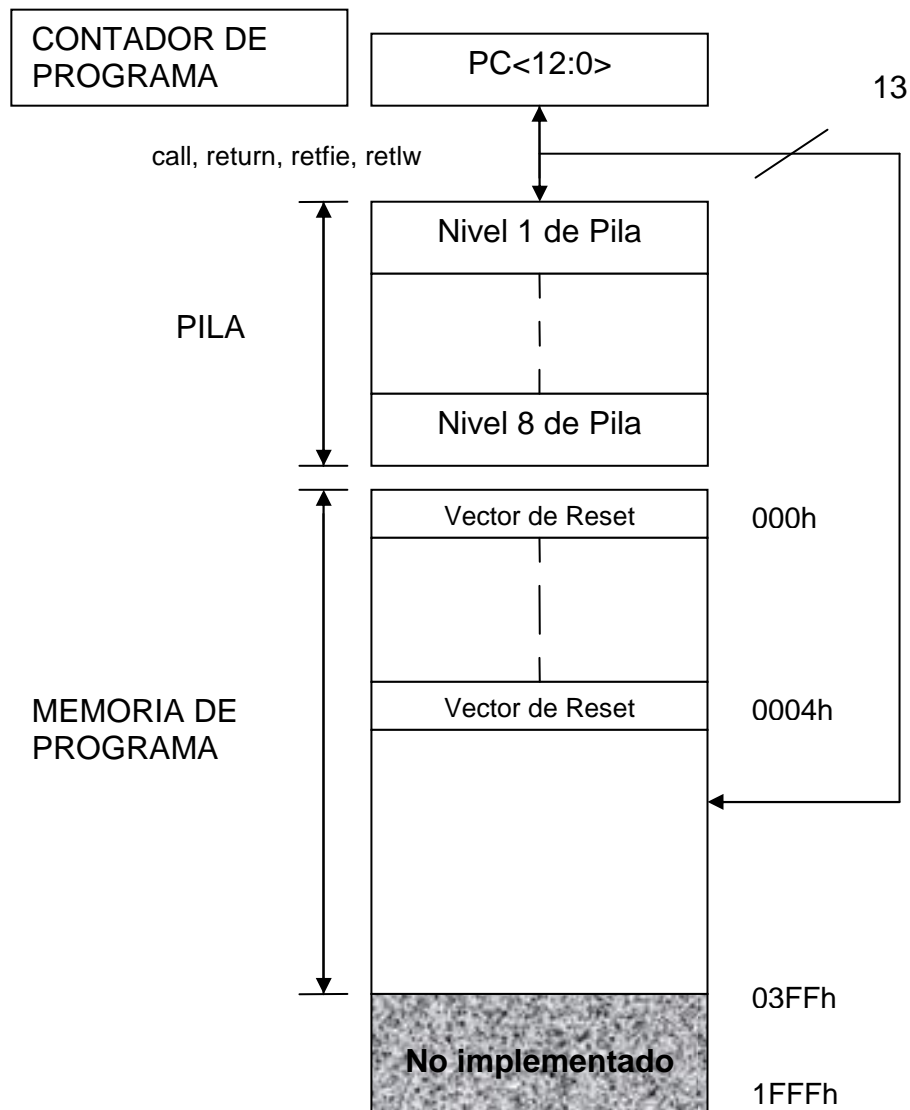 CONTADOR DE
PROGRAMA
PC<12:0>
13
call, return, retfie, retlw
Nivel 1 de Pila
PILA
Nivel 8 de Pila
Vector de Reset
000h
MEMORIA DE
PROGRAMA
Vector de Reset
0004h
03FFh
No implementado
1FFFh